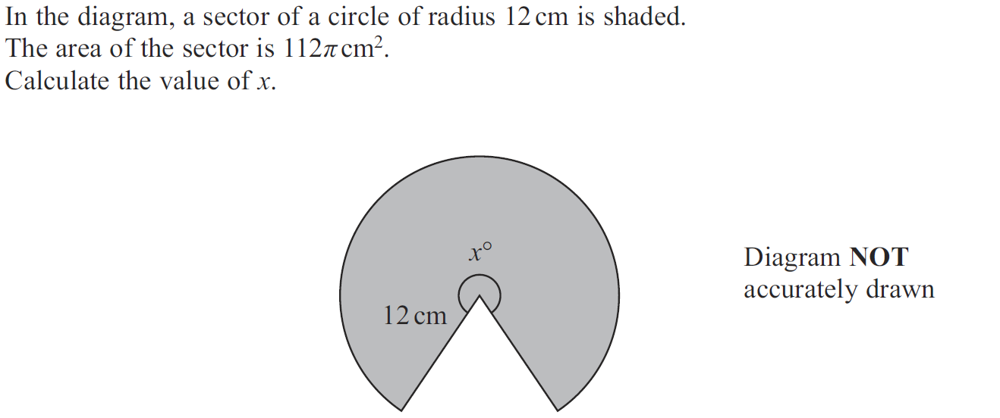 In the diagram, a sector of a circle of radius 12 cm is shaded.
The area of the sector is 112π cm².
Calculate the value of x.
x°
12 cm
Diagram NOT
accurately drawn